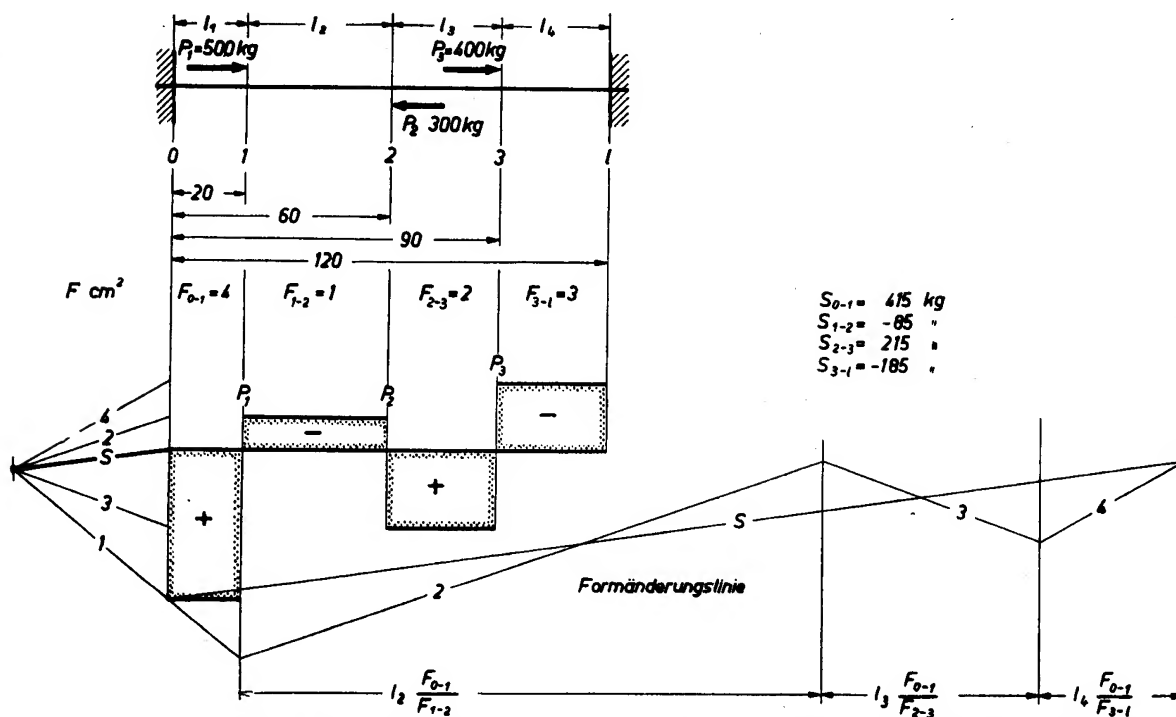 l₁ l₂ l₃ l₄
P₁=500kg P₃=400kg
P₂ 300kg
0 1 2 3 l
20
60
90
120
F cm² F₀₋₁=4 F₁₋₂=1 F₂₋₃=2 F₃₋ₗ=3
S₀₋₁= 415 kg
S₁₋₂= -85 "
S₂₋₃= 215 "
S₃₋ₗ= -185 "
P₁ P₂ P₃
4
2
S
3
1
+ - + -
S 3 4
2
Formänderungslinie
l₂ F₀₋₁/F₁₋₂ l₃ F₀₋₁/F₂₋₃ l₄ F₀₋₁/F₃₋ₗ